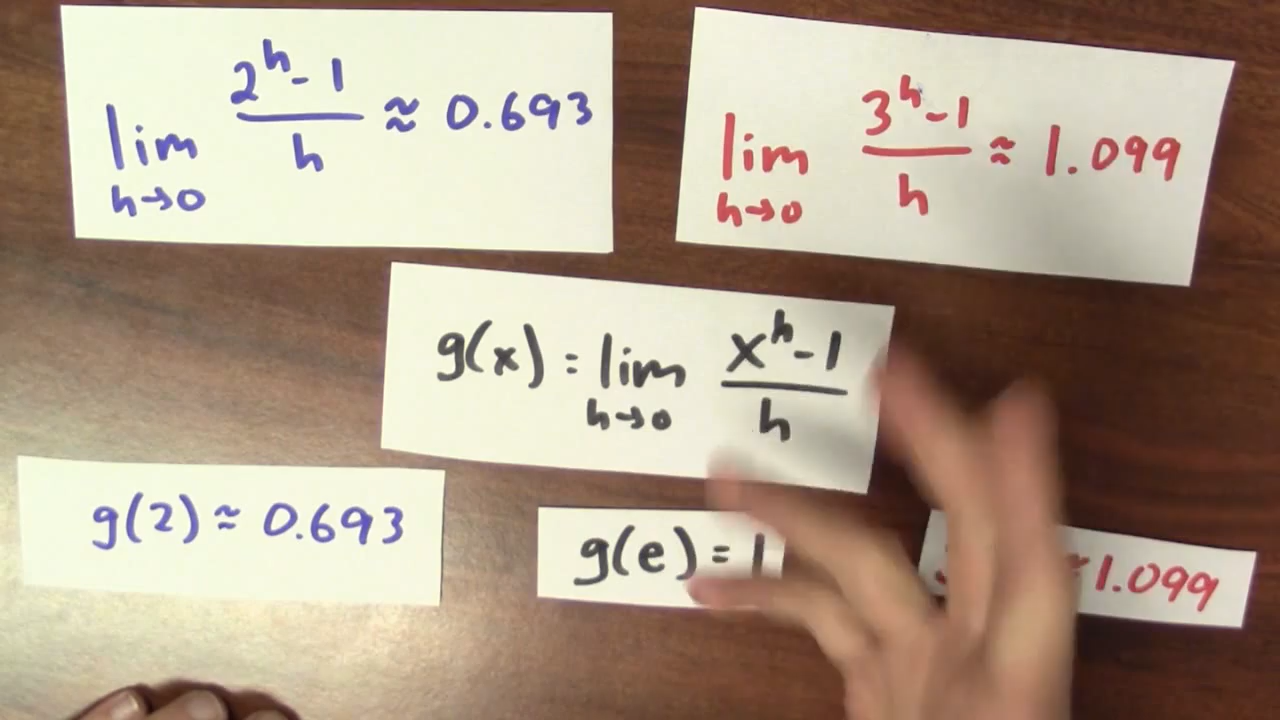 lim h→0 (2^h - 1)/h ≈ 0.693
lim h→0 (3^h - 1)/h ≈ 1.099
g(x) = lim h→0 (x^h - 1)/h
g(2) ≈ 0.693
g(e) = 1
1.099